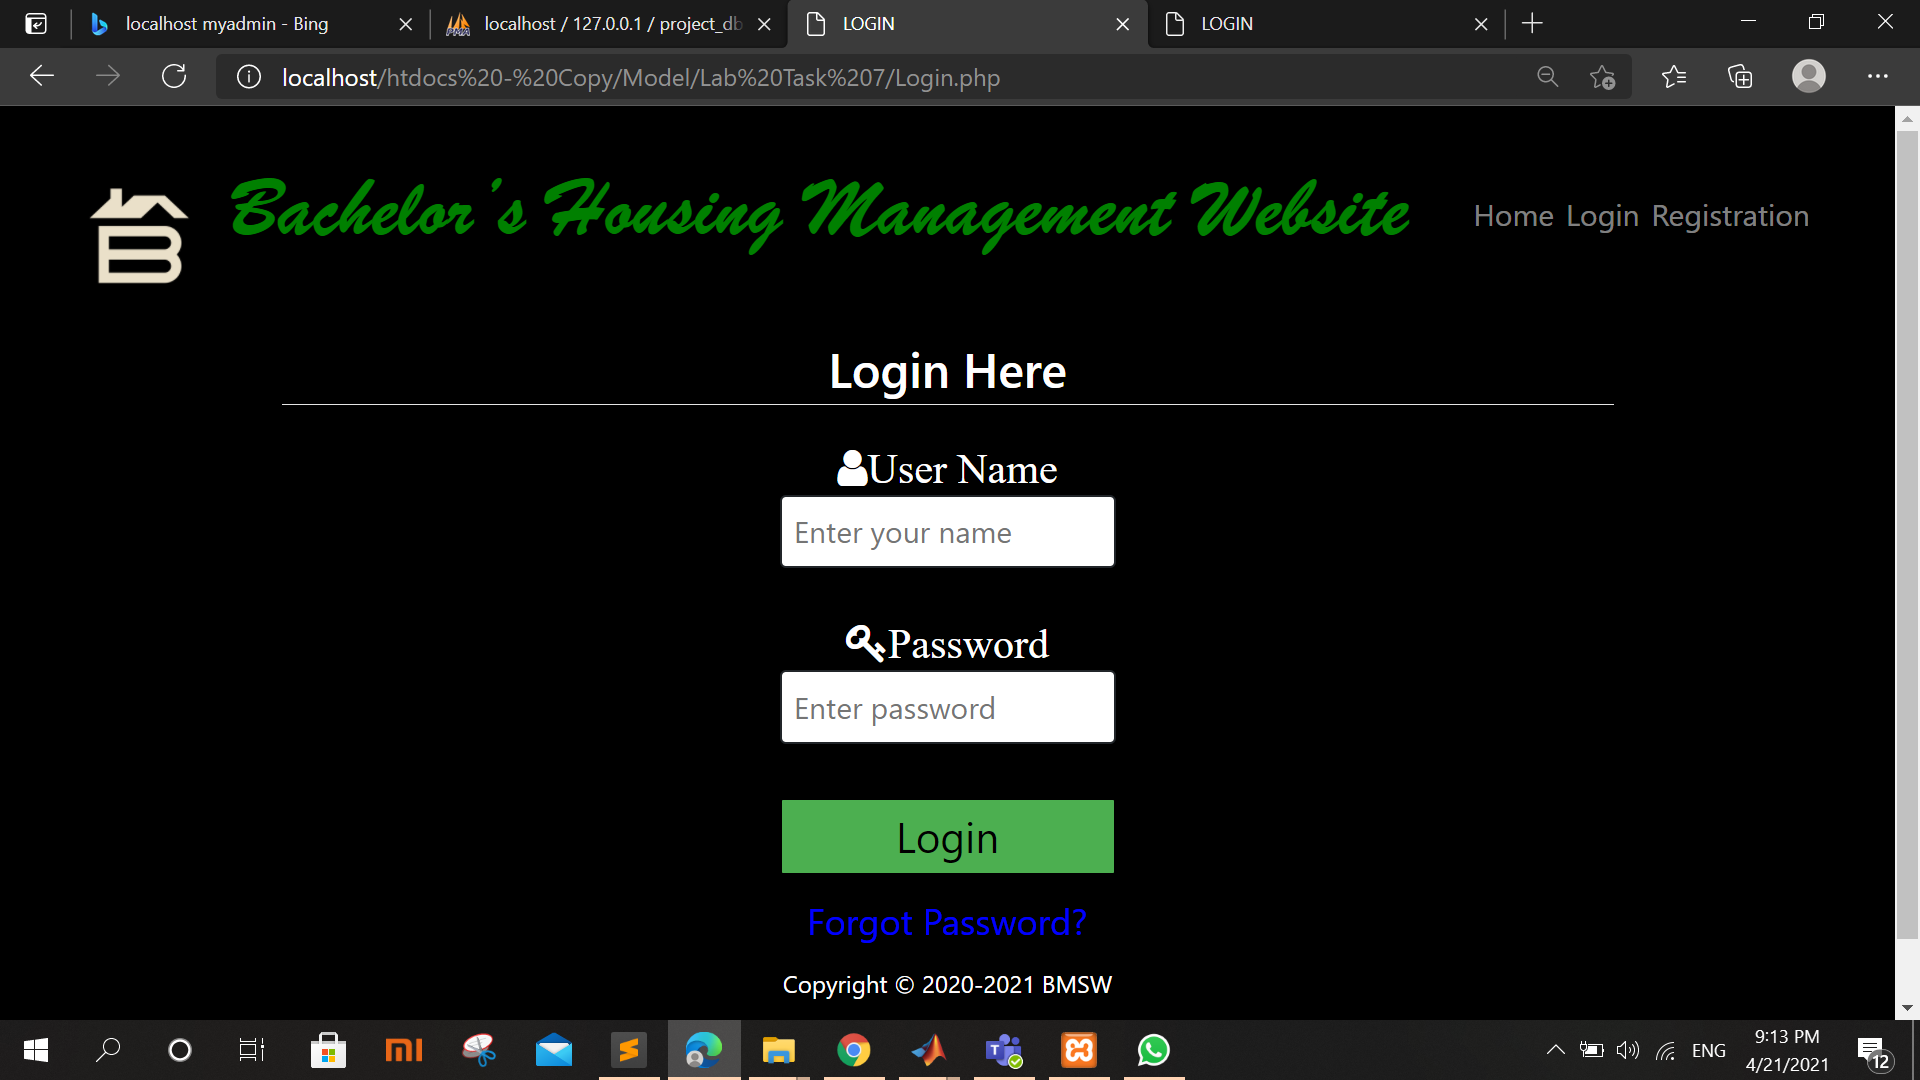 localhost myadmin - Bing
localhost / 127.0.0.1 / project_db
LOGIN
LOGIN
localhost/htdocs%20-%20Copy/Model/Lab%20Task%207/Login.php
B
Bachelor's Housing Management Website
Home Login Registration
Login Here
User Name
Enter your name
Password
Enter password
Login
Forgot Password?
Copyright © 2020-2021 BMSW
ENG
9:13 PM
4/21/2021
12